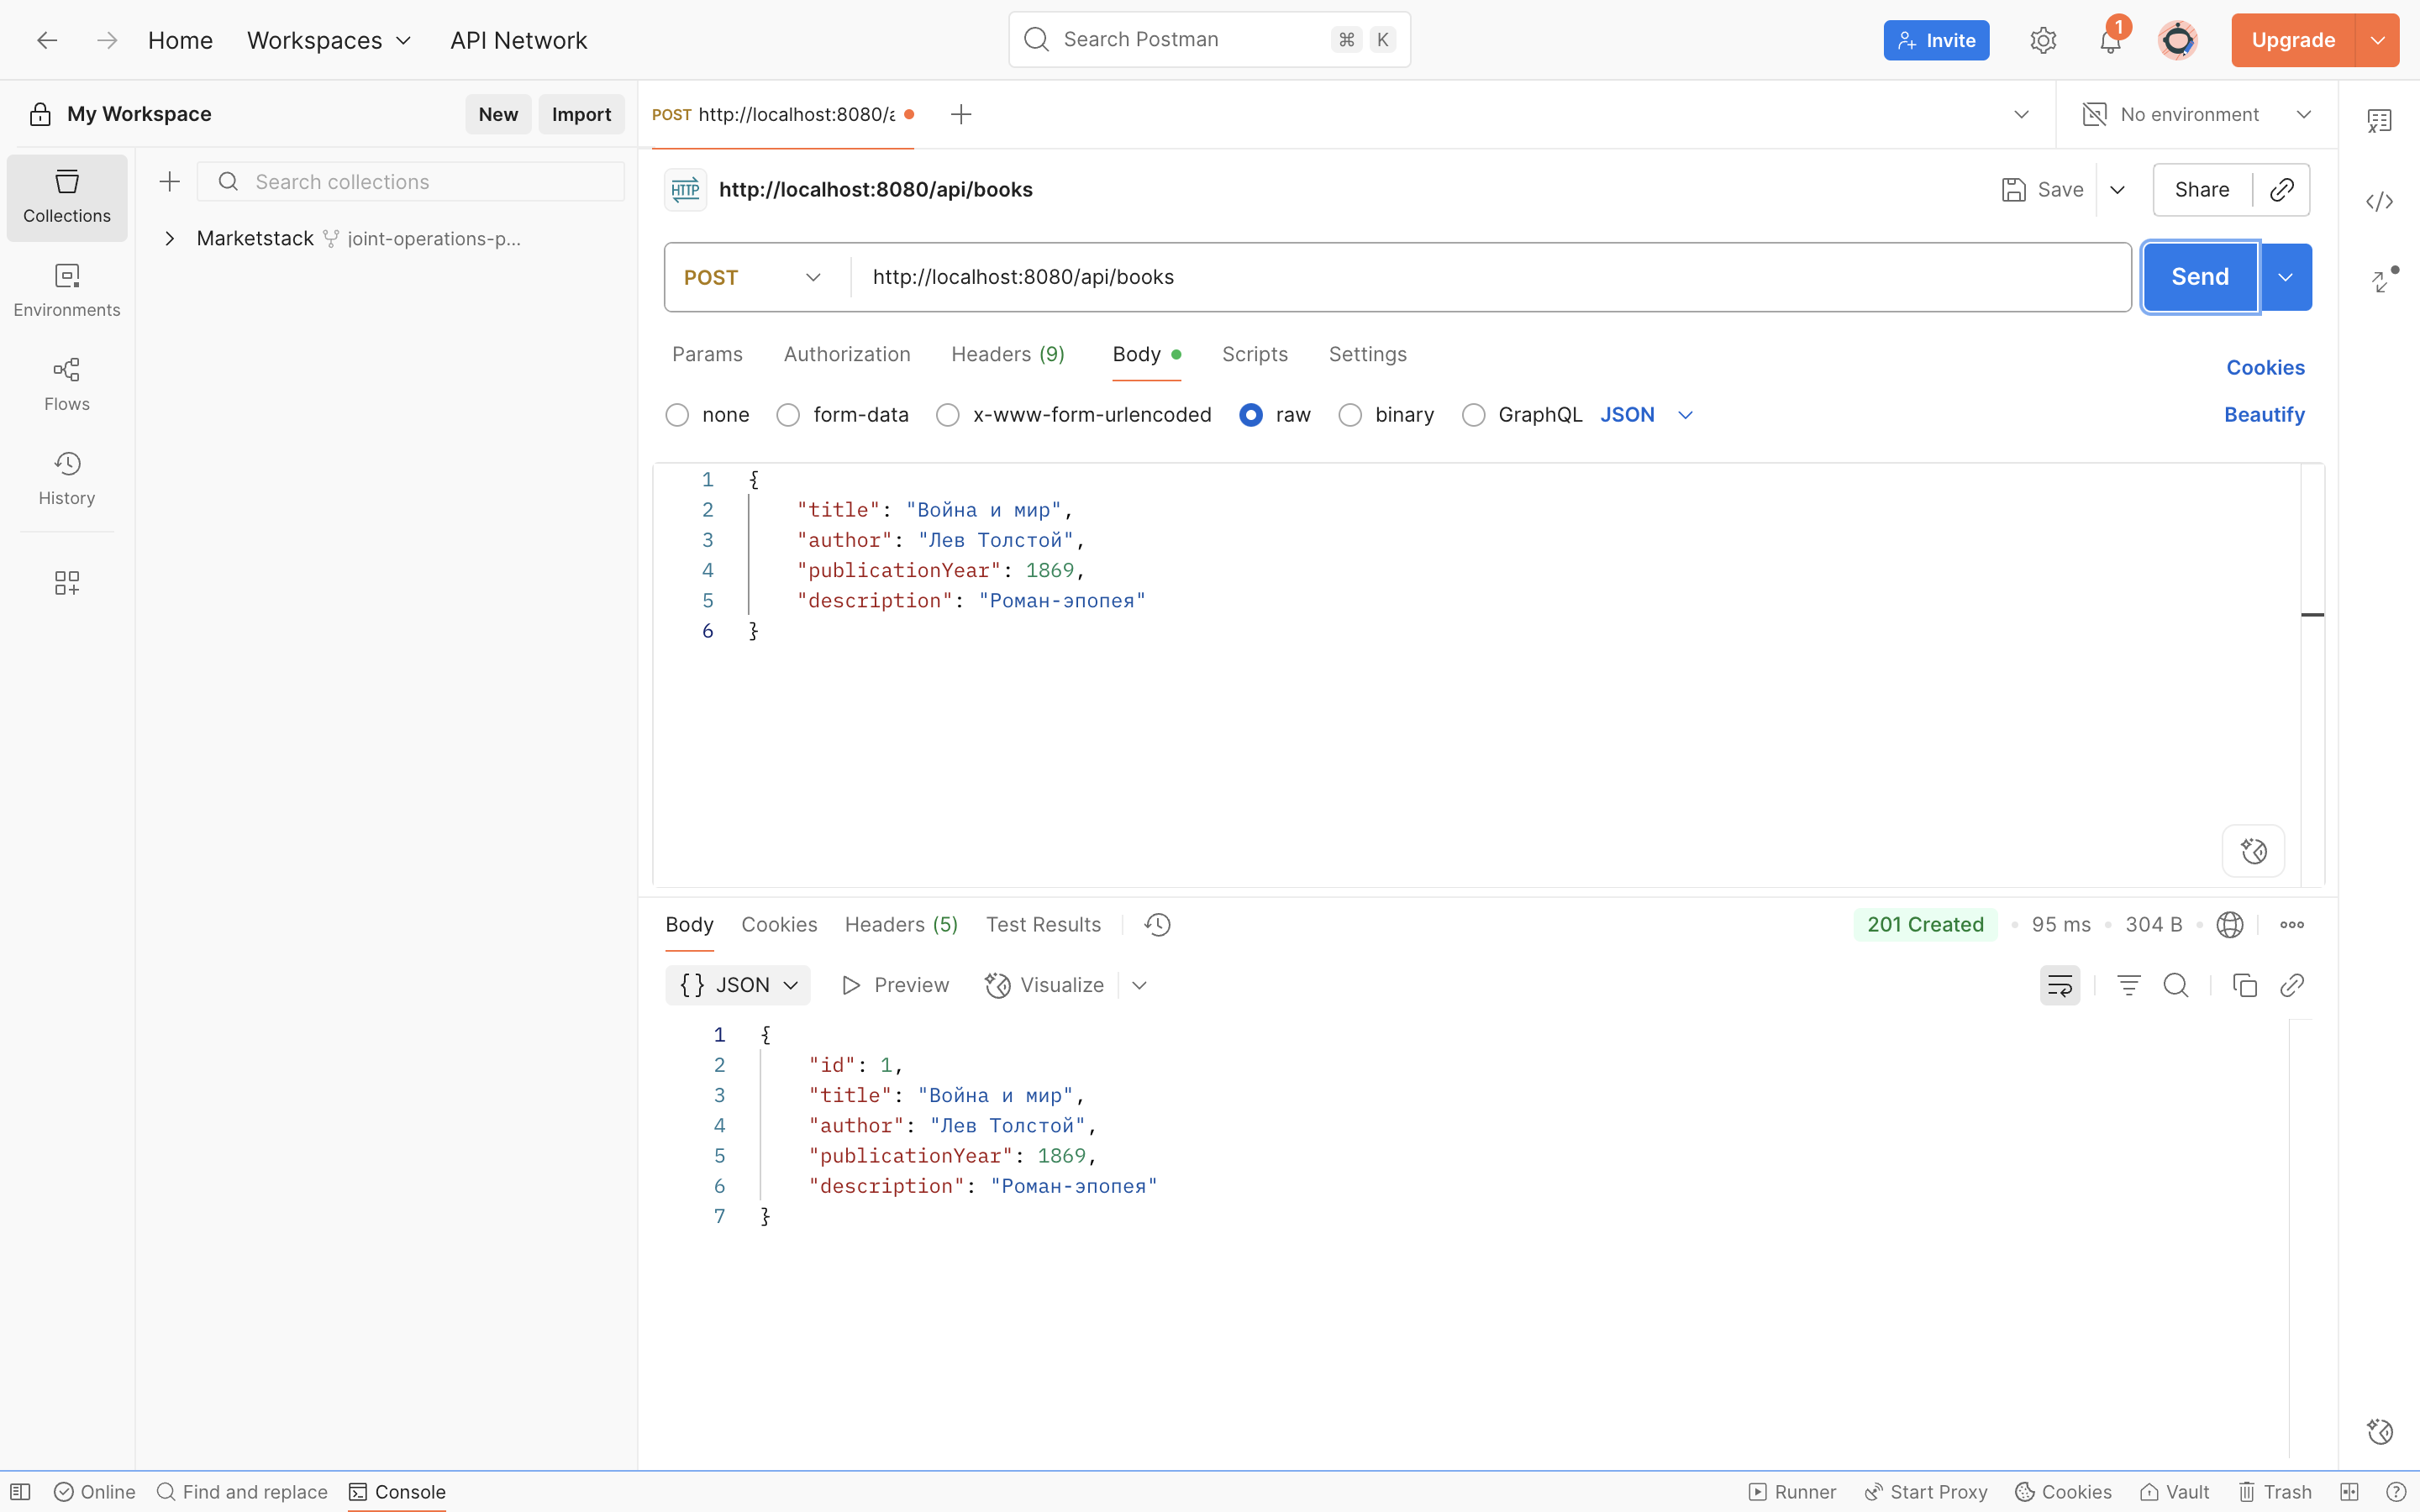 Home Workspaces API Network Search Postman ⌘ K Invite 1 Upgrade
My Workspace New Import POST http://localhost:8080/a No environment
Collections
Environments
Flows
History
Search collections
Marketstack joint-operations-p...
HTTP http://localhost:8080/api/books Save Share
POST http://localhost:8080/api/books Send
Params Authorization Headers (9) Body Scripts Settings Cookies
none form-data x-www-form-urlencoded raw binary GraphQL JSON Beautify
1 {
2 "title": "Война и мир",
3 "author": "Лев Толстой",
4 "publicationYear": 1869,
5 "description": "Роман-эпопея"
6 }
Body Cookies Headers (5) Test Results 201 Created • 95 ms • 304 B •
{} JSON Preview Visualize
1 {
2 "id": 1,
3 "title": "Война и мир",
4 "author": "Лев Толстой",
5 "publicationYear": 1869,
6 "description": "Роман-эпопея"
7 }
Online Find and replace Console Runner Start Proxy Cookies Vault Trash